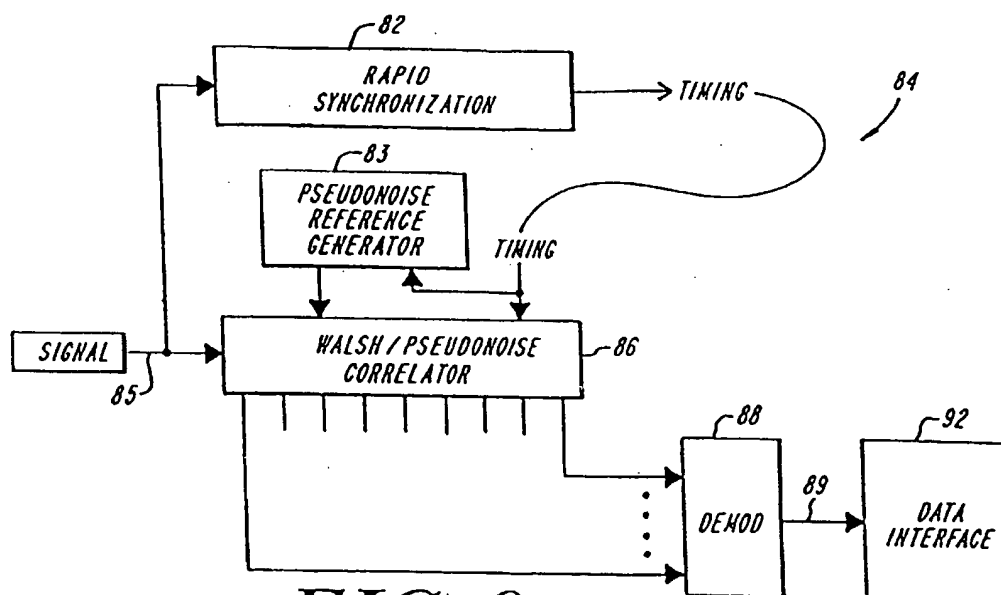 82
RAPID
SYNCHRONIZATION
TIMING
84
83
PSEUDONOISE
REFERENCE
GENERATOR
TIMING
SIGNAL
85
WALSH/PSEUDONOISE
CORRELATOR
86
88
DEMOD
89
92
DATA
INTERFACE